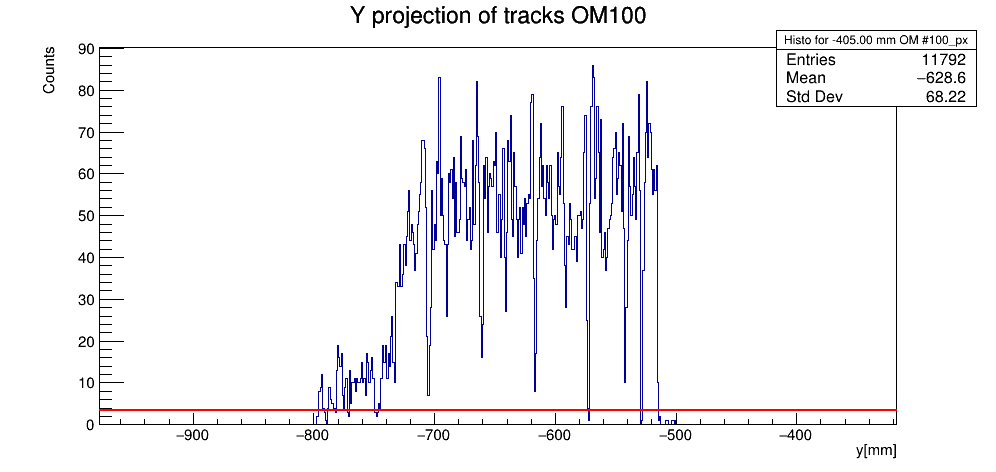 Y projection of tracks OM100
Histo for -405.00 mm OM #100_px
Entries 11792
Mean −628.6
Std Dev 68.22
Counts
90
80
70
60
50
40
30
20
10
0
−900 −800 −700 −600 −500 −400
y[mm]